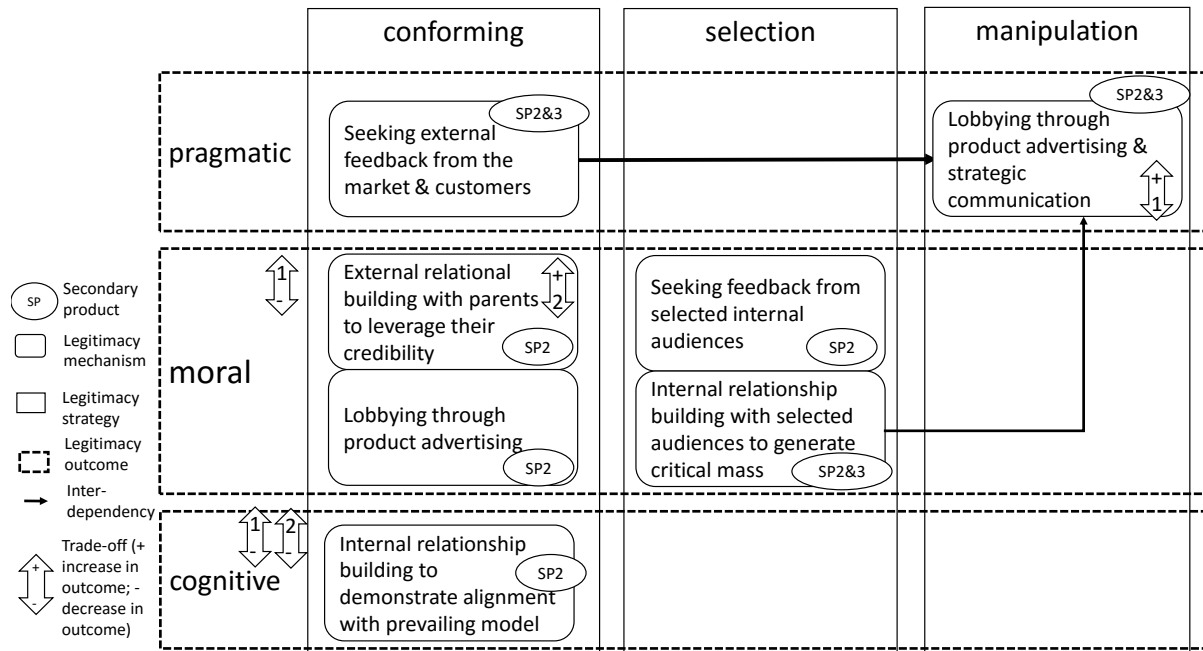 conforming
selection
manipulation
pragmatic
SP2&3
Seeking external
feedback from the
market & customers
SP2&3
Lobbying through
product advertising &
strategic
communication
+
1
moral
1
-
External relational
building with parents
to leverage their
credibility
+
2
SP2
Lobbying through
product advertising
SP2
Seeking feedback from
selected internal
audiences
SP2
Internal relationship
building with selected
audiences to generate
critical mass
SP2&3
cognitive
1
-
2
-
Internal relationship
building to
demonstrate alignment
with prevailing model
SP2
SP
Secondary
product
Legitimacy
mechanism
Legitimacy
strategy
Legitimacy
outcome
Inter-
dependency
+
-
Trade-off (+
increase in
outcome; -
decrease in
outcome)